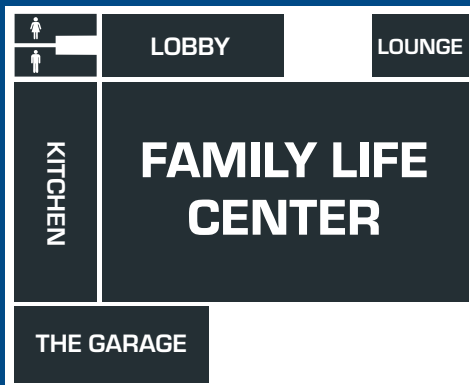 LOBBY
LOUNGE
KITCHEN
FAMILY LIFE
CENTER
THE GARAGE